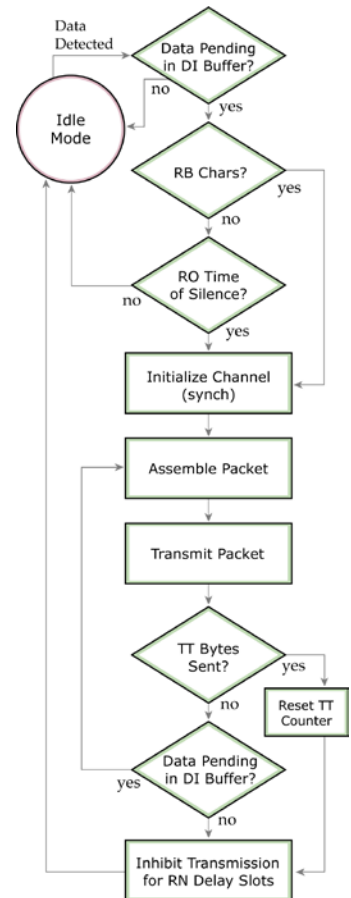 Data
Detected
Data Pending
in DI Buffer?
no
yes
Idle
Mode
RB Chars?
yes
no
RO Time
of Silence?
no
yes
Initialize Channel
(synch)
Assemble Packet
Transmit Packet
TT Bytes
Sent?
yes
no
Reset TT
Counter
Data Pending
in DI Buffer?
yes
no
Inhibit Transmission
for RN Delay Slots